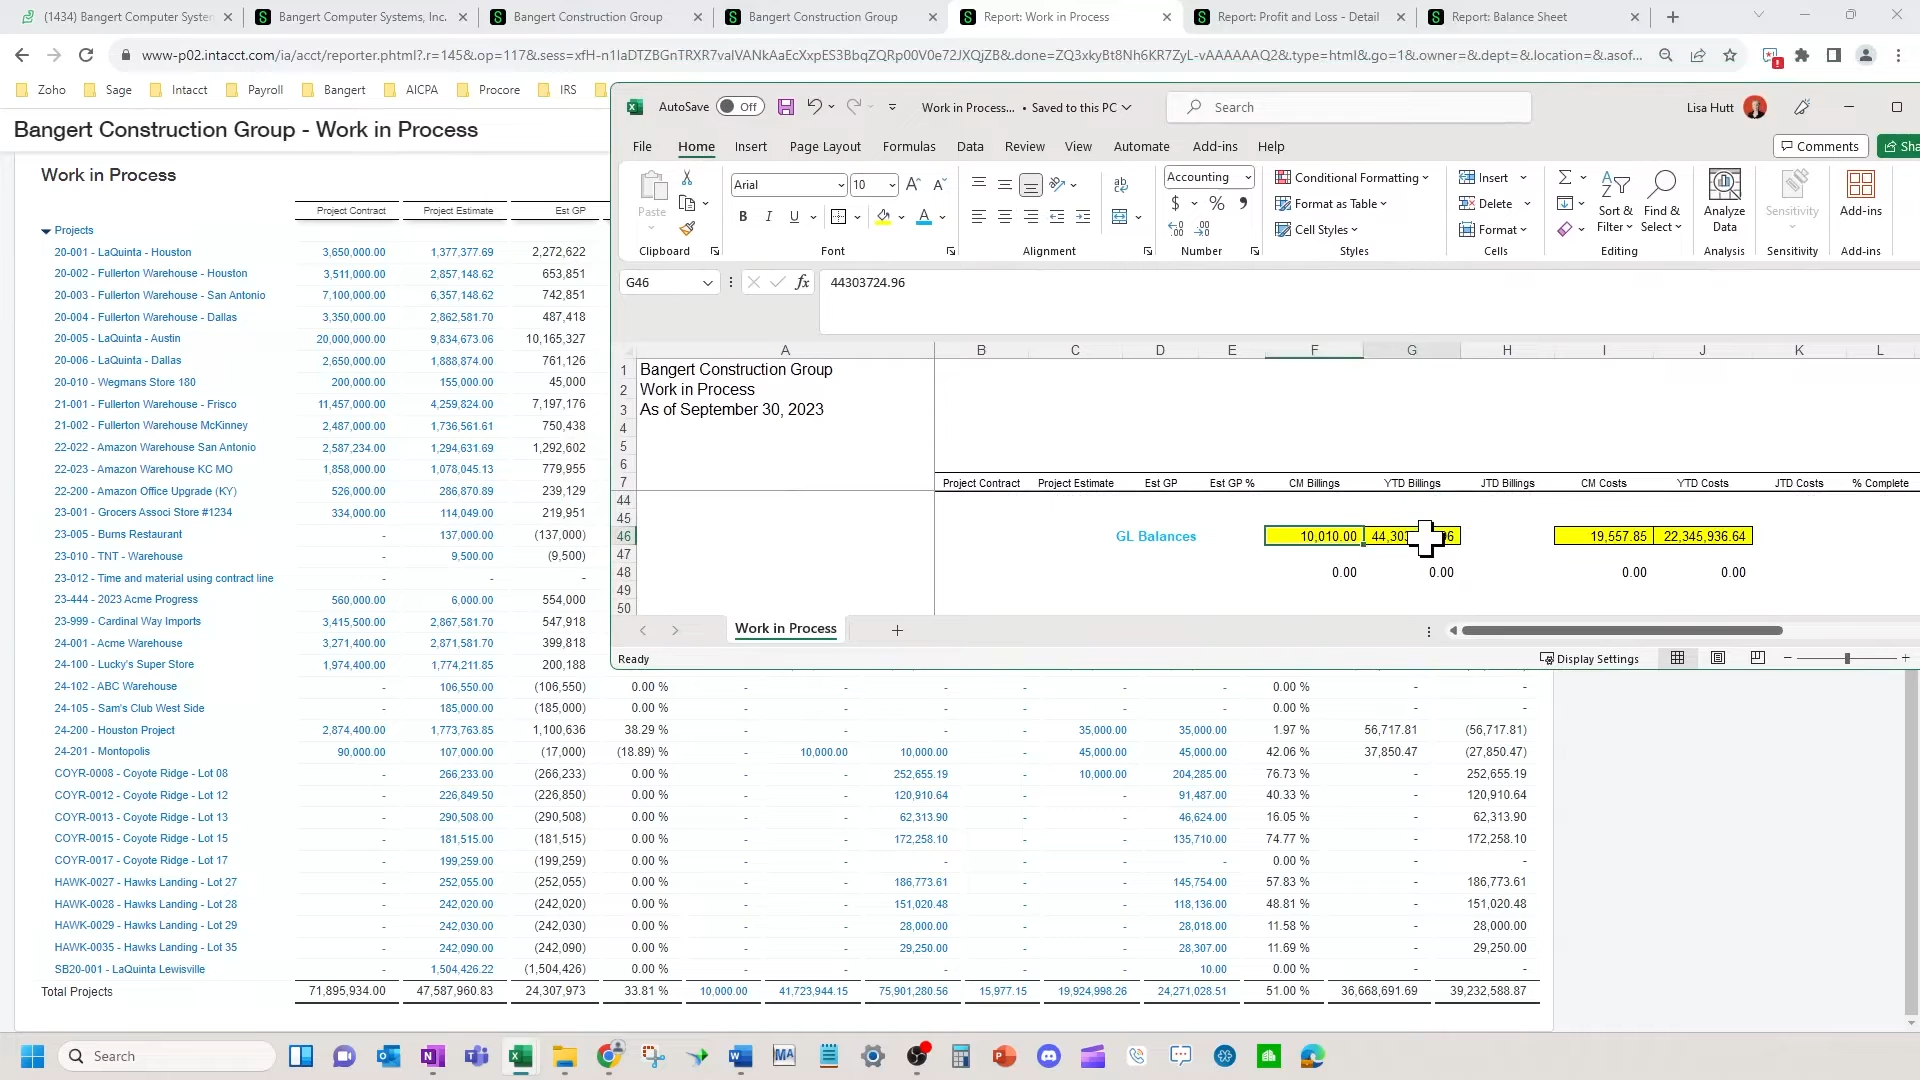 (1434) Bangert Computer System
Bangert Computer Systems, Inc.
Bangert Construction Group
Bangert Construction Group
Report: Work in Process
Report: Profit and Loss - Detail
Report: Balance Sheet
Zoho Sage Intacct Payroll Bangert AICPA Procore IRS
Bangert Construction Group - Work in Process
Work in Process
Project Contract Project Estimate Est GP
Projects
20-001 - LaQuinta - Houston 3,650,000.00 1,377,377.69 2,272,622
20-002 - Fullerton Warehouse - Houston 3,511,000.00 2,857,148.62 653,851
20-003 - Fullerton Warehouse - San Antonio 7,100,000.00 6,357,148.62 742,851
20-004 - Fullerton Warehouse - Dallas 3,350,000.00 2,862,581.70 487,418
20-005 - LaQuinta - Austin 20,000,000.00 9,834,673.06 10,165,327
20-006 - LaQuinta - Dallas 2,650,000.00 1,888,874.00 761,126
20-010 - Wegmans Store 180 200,000.00 155,000.00 45,000
21-001 - Fullerton Warehouse - Frisco 11,457,000.00 4,259,824.00 7,197,176
21-002 - Fullerton Warehouse McKinney 2,487,000.00 1,736,561.61 750,438
22-022 - Amazon Warehouse San Antonio 2,587,234.00 1,294,631.69 1,292,602
22-023 - Amazon Warehouse KC MO 1,858,000.00 1,078,045.13 779,955
22-200 - Amazon Office Upgrade (KY) 526,000.00 286,870.89 239,129
23-001 - Grocers Associ Store #1234 334,000.00 114,049.00 219,951
23-005 - Burns Restaurant - 137,000.00 (137,000)
23-010 - TNT - Warehouse - 9,500.00 (9,500)
23-012 - Time and material using contract line - - -
23-444 - 2023 Acme Progress 560,000.00 6,000.00 554,000
23-999 - Cardinal Way Imports 3,415,500.00 2,867,581.70 547,918
24-001 - Acme Warehouse 3,271,400.00 2,871,581.70 399,818
24-100 - Lucky's Super Store 1,974,400.00 1,774,211.85 200,188
24-102 - ABC Warehouse - 106,550.00 (106,550) 0.00 % - - - - - - 0.00 % - -
24-105 - Sam's Club West Side - 185,000.00 (185,000) 0.00 % - - - - - - 0.00 % - -
24-200 - Houston Project 2,874,400.00 1,773,763.85 1,100,636 38.29 % - - - - 35,000.00 35,000.00 1.97 % 56,717.81 (56,717.81)
24-201 - Montopolis 90,000.00 107,000.00 (17,000) (18.89) % - 10,000.00 10,000.00 - 45,000.00 45,000.00 42.06 % 37,850.47 (27,850.47)
COYR-0008 - Coyote Ridge - Lot 08 - 266,233.00 (266,233) 0.00 % - - 252,655.19 - 10,000.00 204,285.00 76.73 % - 252,655.19
COYR-0012 - Coyote Ridge - Lot 12 - 226,849.50 (226,850) 0.00 % - - 120,910.64 - - 91,487.00 40.33 % - 120,910.64
COYR-0013 - Coyote Ridge - Lot 13 - 290,508.00 (290,508) 0.00 % - - 62,313.90 - - 46,624.00 16.05 % - 62,313.90
COYR-0015 - Coyote Ridge - Lot 15 - 181,515.00 (181,515) 0.00 % - - 172,258.10 - - 135,710.00 74.77 % - 172,258.10
COYR-0017 - Coyote Ridge - Lot 17 - 199,259.00 (199,259) 0.00 % - - - - - - 0.00 % - -
HAWK-0027 - Hawks Landing - Lot 27 - 252,055.00 (252,055) 0.00 % - - 186,773.61 - - 145,754.00 57.83 % - 186,773.61
HAWK-0028 - Hawks Landing - Lot 28 - 242,020.00 (242,020) 0.00 % - - 151,020.48 - - 118,136.00 48.81 % - 151,020.48
HAWK-0029 - Hawks Landing - Lot 29 - 242,030.00 (242,030) 0.00 % - - 28,000.00 - - 28,018.00 11.58 % - 28,000.00
HAWK-0035 - Hawks Landing - Lot 35 - 242,090.00 (242,090) 0.00 % - - 29,250.00 - - 28,307.00 11.69 % - 29,250.00
SB20-001 - LaQuinta Lewisville - 1,504,426.22 (1,504,426) 0.00 % - - - - - 10.00 0.00 % - -
Total Projects 71,895,934.00 47,587,960.83 24,307,973 33.81 % 10,000.00 41,723,944.15 75,901,280.56 15,977.15 19,924,998.26 24,271,028.51 51.00 % 36,668,691.69 39,232,588.87
AutoSave Off Work in Process... • Saved to this PC Search Lisa Hutt
File Home Insert Page Layout Formulas Data Review View Automate Add-ins Help Comments Sha
Paste Arial 10 Accounting Conditional Formatting Insert
Format as Table Delete Sort & Filter Find & Select Analyze Data Sensitivity Add-ins
B I U A $ % Cell Styles Format
Clipboard Font Alignment Number Styles Cells Editing Analysis Sensitivity Add-ins
G46 fx 44303724.96
A B C D E F G H I J K L
1 Bangert Construction Group
2 Work in Process
3 As of September 30, 2023
4
5
6
7 Project Contract Project Estimate Est GP Est GP % CM Billings YTD Billings JTD Billings CM Costs YTD Costs JTD Costs % Complete
44
45
46 GL Balances 10,010.00 44,303 6 19,557.85 22,345,936.64
47
48 0.00 0.00 0.00 0.00
49
50
Work in Process
Ready Display Settings
Search